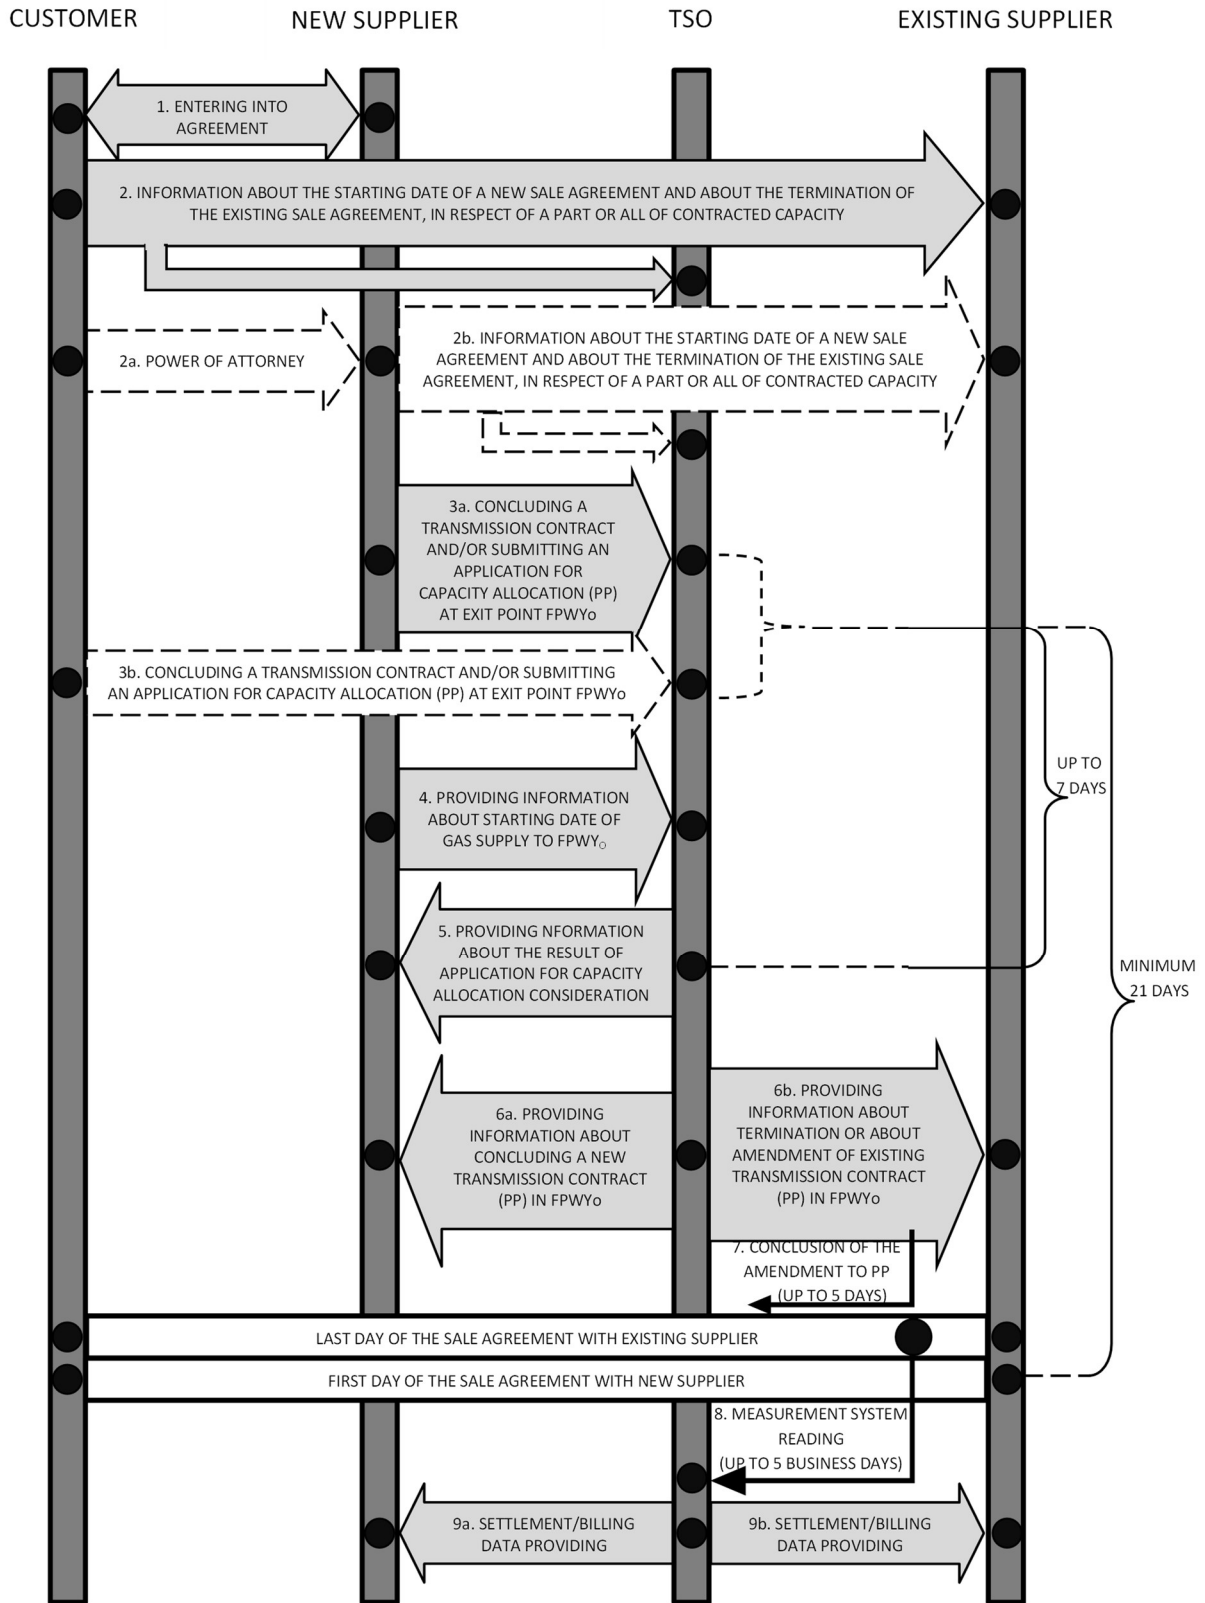 CUSTOMER
NEW SUPPLIER
TSO
EXISTING SUPPLIER
1. ENTERING INTO
AGREEMENT
2. INFORMATION ABOUT THE STARTING DATE OF A NEW SALE AGREEMENT AND ABOUT THE TERMINATION OF
THE EXISTING SALE AGREEMENT, IN RESPECT OF A PART OR ALL OF CONTRACTED CAPACITY
2a. POWER OF ATTORNEY
2b. INFORMATION ABOUT THE STARTING DATE OF A NEW SALE
AGREEMENT AND ABOUT THE TERMINATION OF THE EXISTING SALE
AGREEMENT, IN RESPECT OF A PART OR ALL OF CONTRACTED CAPACITY
3a. CONCLUDING A
TRANSMISSION CONTRACT
AND/OR SUBMITTING AN
APPLICATION FOR
CAPACITY ALLOCATION (PP)
AT EXIT POINT FPWYo
3b. CONCLUDING A TRANSMISSION CONTRACT AND/OR SUBMITTING
AN APPLICATION FOR CAPACITY ALLOCATION (PP) AT EXIT POINT FPWYo
UP TO
7 DAYS
4. PROVIDING INFORMATION
ABOUT STARTING DATE OF
GAS SUPPLY TO FPWYO
5. PROVIDING NFORMATION
ABOUT THE RESULT OF
APPLICATION FOR CAPACITY
ALLOCATION CONSIDERATION
MINIMUM
21 DAYS
6a. PROVIDING
INFORMATION ABOUT
CONCLUDING A NEW
TRANSMISSION CONTRACT
(PP) IN FPWYo
6b. PROVIDING
INFORMATION ABOUT
TERMINATION OR ABOUT
AMENDMENT OF EXISTING
TRANSMISSION CONTRACT
(PP) IN FPWYo
7. CONCLUSION OF THE
AMENDMENT TO PP
(UP TO 5 DAYS)
LAST DAY OF THE SALE AGREEMENT WITH EXISTING SUPPLIER
FIRST DAY OF THE SALE AGREEMENT WITH NEW SUPPLIER
8. MEASUREMENT SYSTEM
READING
(UP TO 5 BUSINESS DAYS)
9a. SETTLEMENT/BILLING
DATA PROVIDING
9b. SETTLEMENT/BILLING
DATA PROVIDING